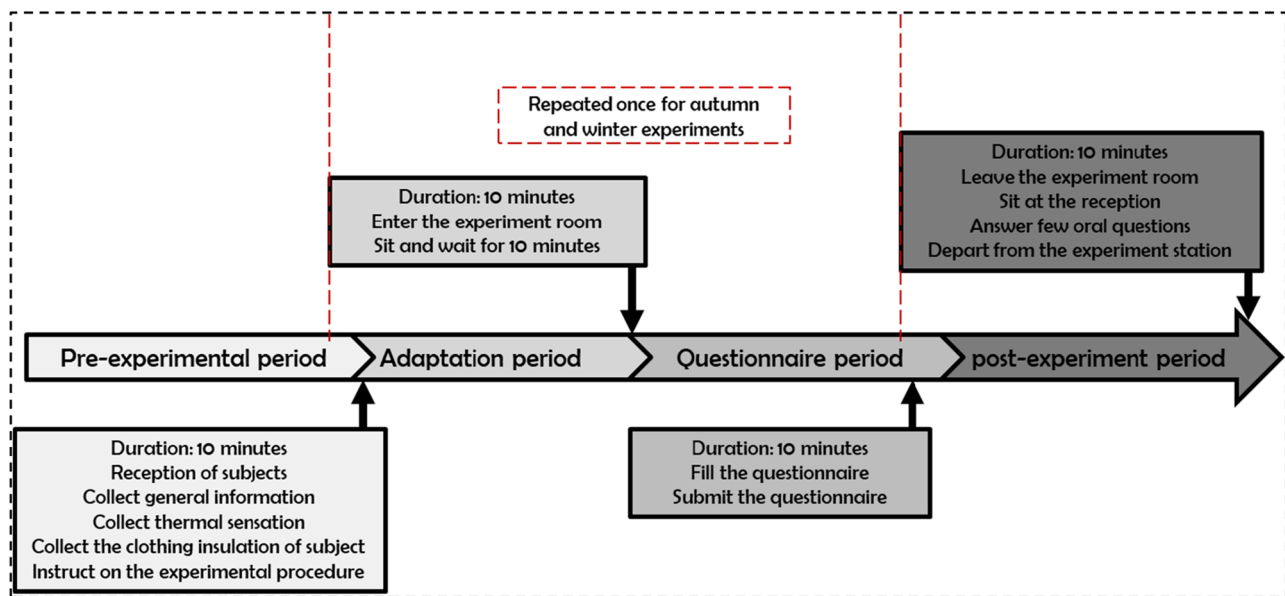 Repeated once for autumn
and winter experiments
Duration: 10 minutes
Enter the experiment room
Sit and wait for 10 minutes
Duration: 10 minutes
Leave the experiment room
Sit at the reception
Answer few oral questions
Depart from the experiment station
Pre-experimental period
Adaptation period
Questionnaire period
post-experiment period
Duration: 10 minutes
Reception of subjects
Collect general information
Collect thermal sensation
Collect the clothing insulation of subject
Instruct on the experimental procedure
Duration: 10 minutes
Fill the questionnaire
Submit the questionnaire